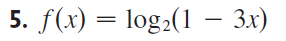 5. f(x) = log₂(1 − 3x)